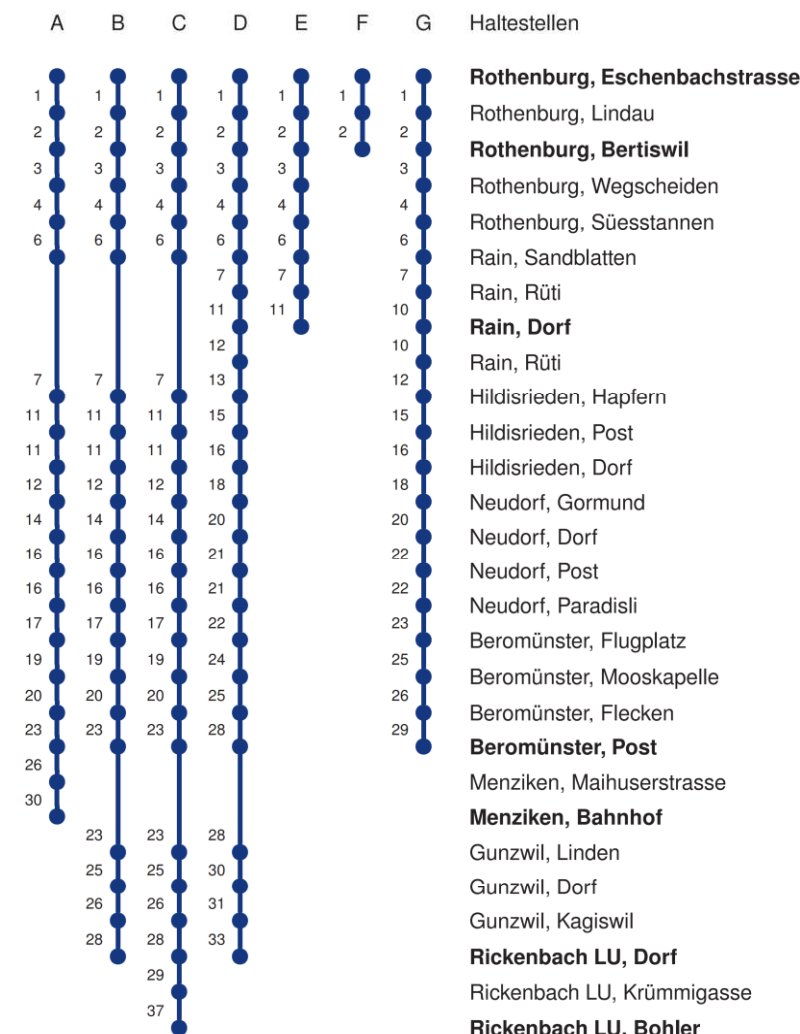 A B C D E F G Haltestellen
Rothenburg, Eschenbachstrasse
1 1 1 1 1 1 1
Rothenburg, Lindau
2 2 2 2 2 2 2
Rothenburg, Bertiswil
3 3 3 3 3 3
Rothenburg, Wegscheiden
4 4 4 4 4 4
Rothenburg, Süesstannen
6 6 6 6 6 6
Rain, Sandblatten
7 7 7
Rain, Rüti
11 11 10
Rain, Dorf
12 10
Rain, Rüti
7 7 7 13 12
Hildisrieden, Hapfern
11 11 11 15 15
Hildisrieden, Post
11 11 11 16 16
Hildisrieden, Dorf
12 12 12 18 18
Neudorf, Gormund
14 14 14 20 20
Neudorf, Dorf
16 16 16 21 22
Neudorf, Post
16 16 16 21 22
Neudorf, Paradisli
17 17 17 22 23
Beromünster, Flugplatz
19 19 19 24 25
Beromünster, Mooskapelle
20 20 20 25 26
Beromünster, Flecken
23 23 23 28 29
Beromünster, Post
26
Menziken, Maihuserstrasse
30
Menziken, Bahnhof
23 23 28
Gunzwil, Linden
25 25 30
Gunzwil, Dorf
26 26 31
Gunzwil, Kagiswil
28 28 33
Rickenbach LU, Dorf
29
Rickenbach LU, Krümmigasse
37
Rickenbach LU, Bohler